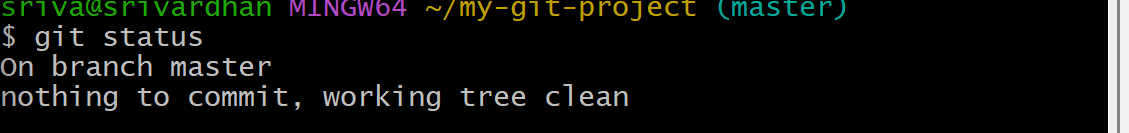 sriva@srivardhan MINGW64 ~/my-git-project (master)
$ git status
On branch master
nothing to commit, working tree clean